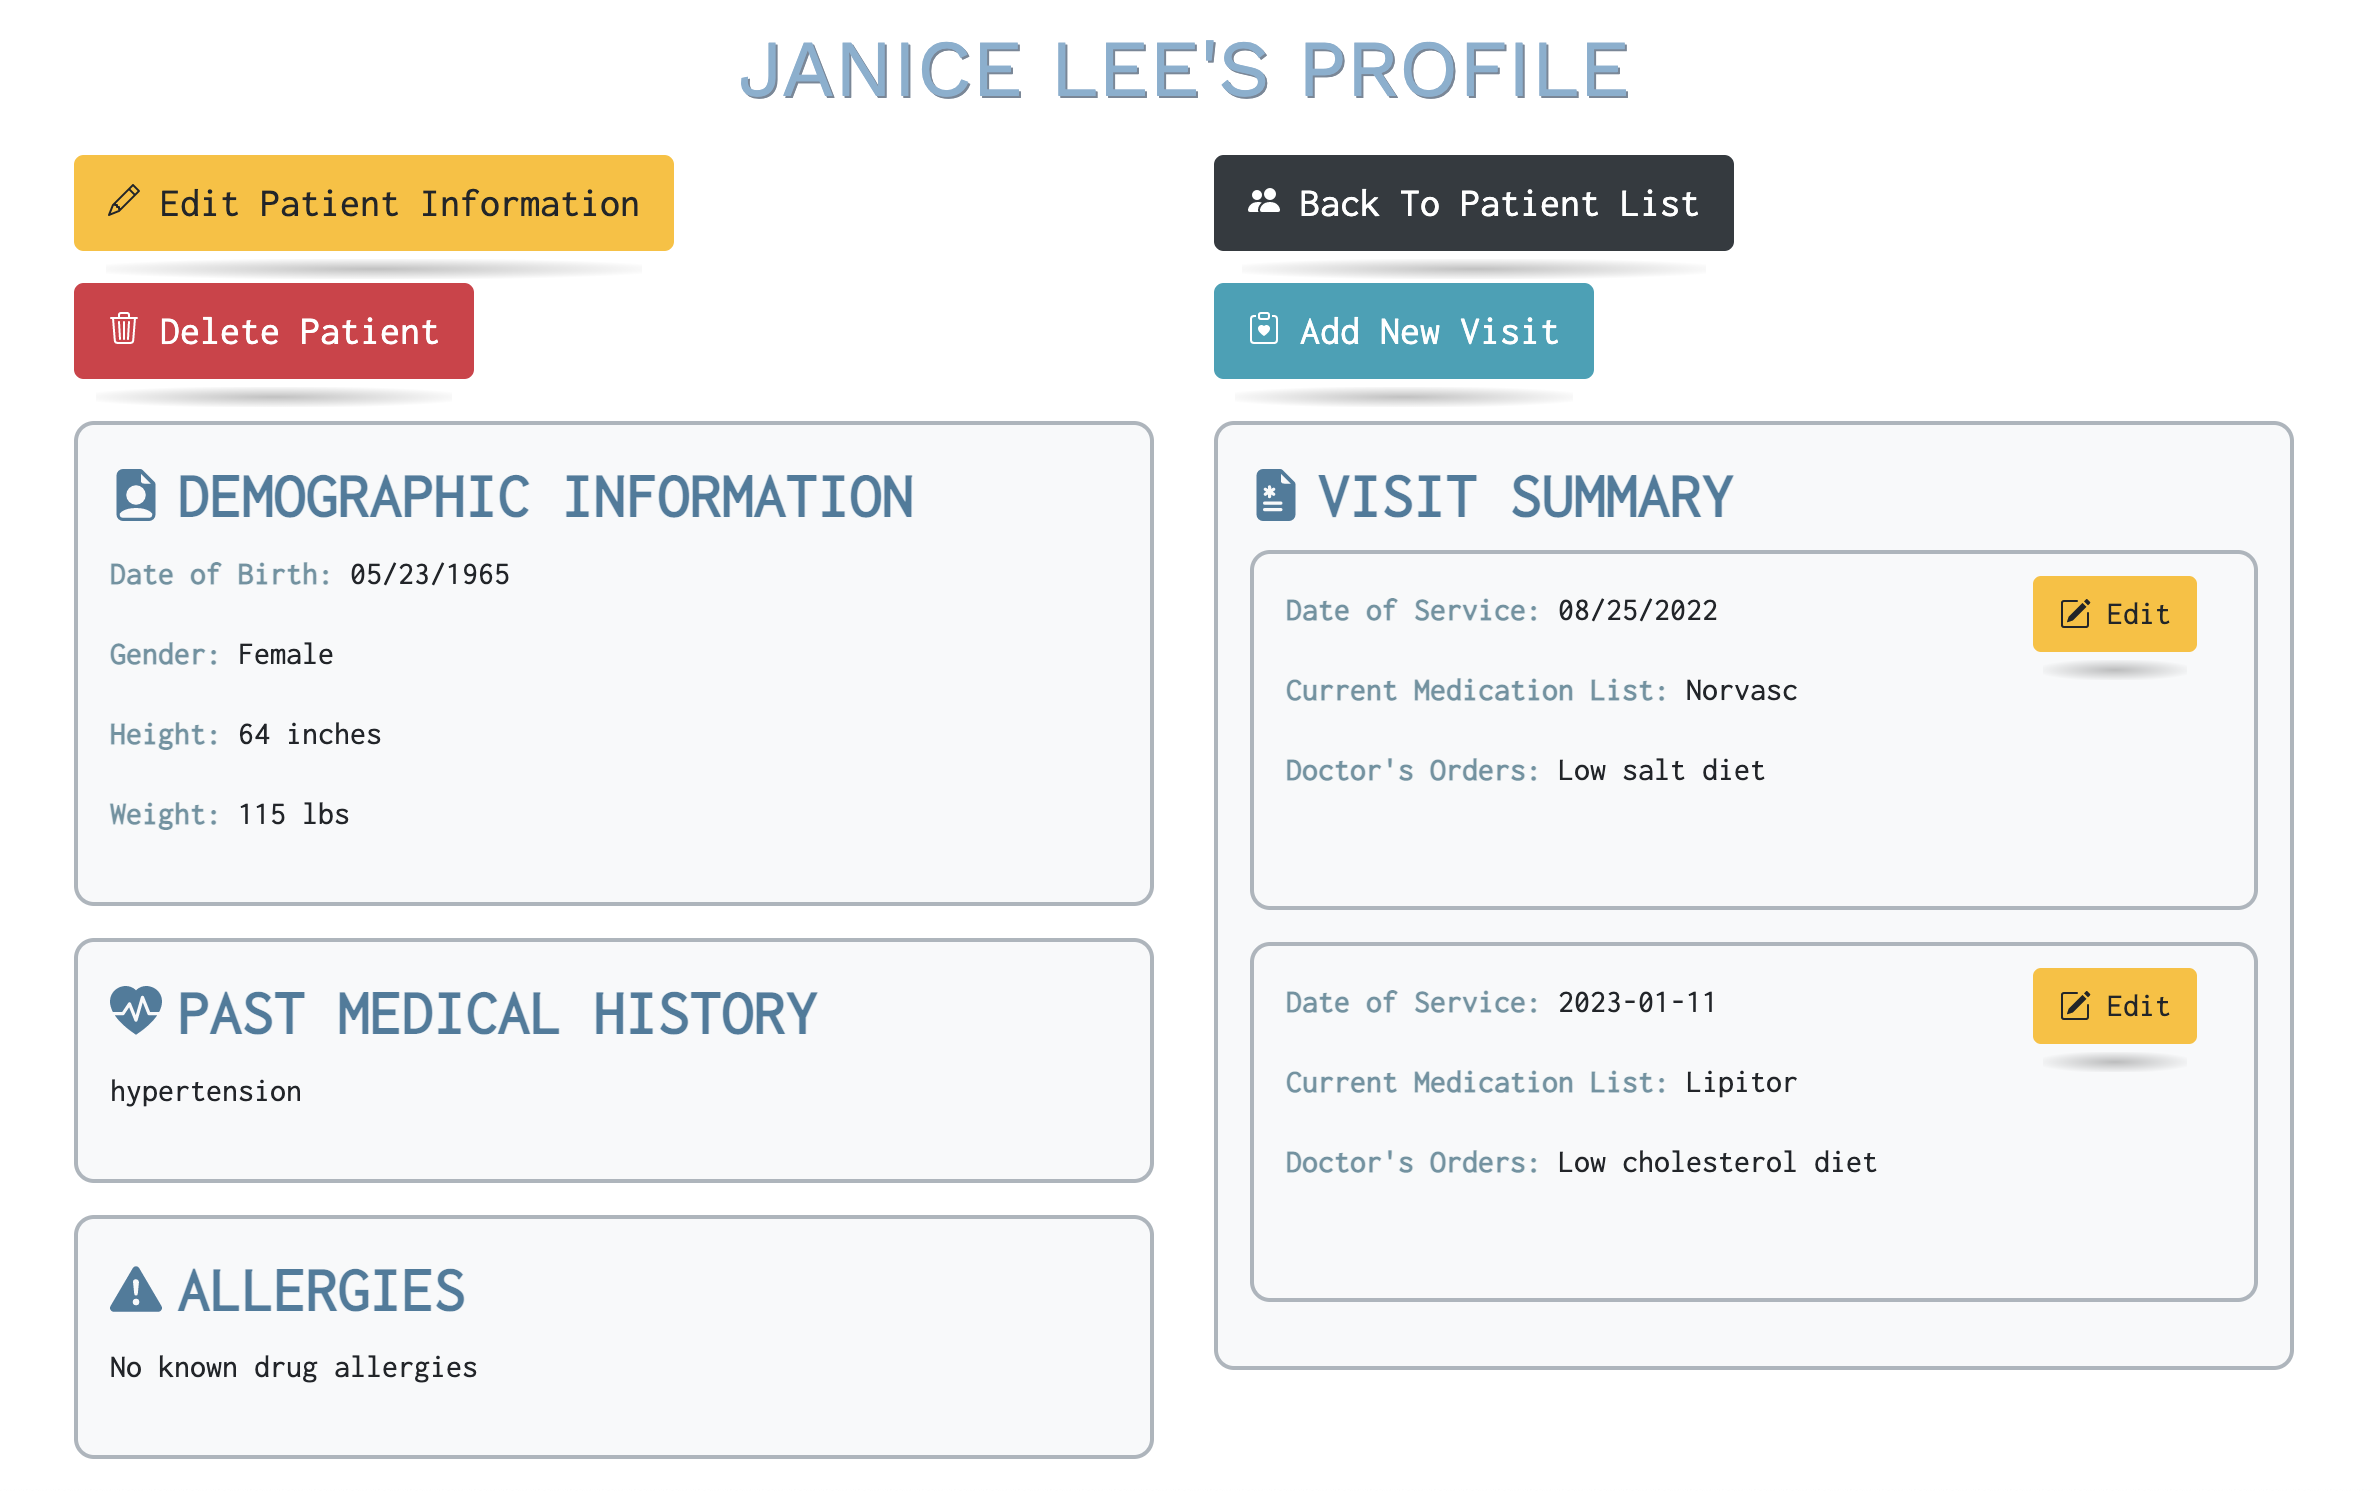 JANICE LEE'S PROFILE
Edit Patient Information
Delete Patient
Back To Patient List
Add New Visit
DEMOGRAPHIC INFORMATION
Date of Birth: 05/23/1965
Gender: Female
Height: 64 inches
Weight: 115 lbs
PAST MEDICAL HISTORY
hypertension
ALLERGIES
No known drug allergies
VISIT SUMMARY
Date of Service: 08/25/2022
Edit
Current Medication List: Norvasc
Doctor's Orders: Low salt diet
Date of Service: 2023-01-11
Edit
Current Medication List: Lipitor
Doctor's Orders: Low cholesterol diet